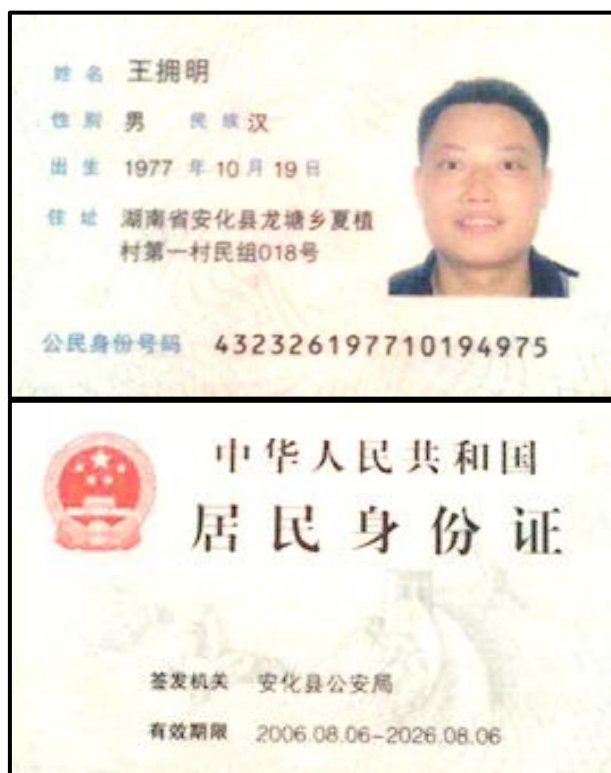 姓名 王拥明
性别 男 民族 汉
出生 1977 年 10 月 19 日
住址 湖南省安化县龙塘乡夏植
村第一村民组018号
公民身份号码 432326197710194975
中华人民共和国
居民身份证
签发机关 安化县公安局
有效期限 2006.08.06-2026.08.06